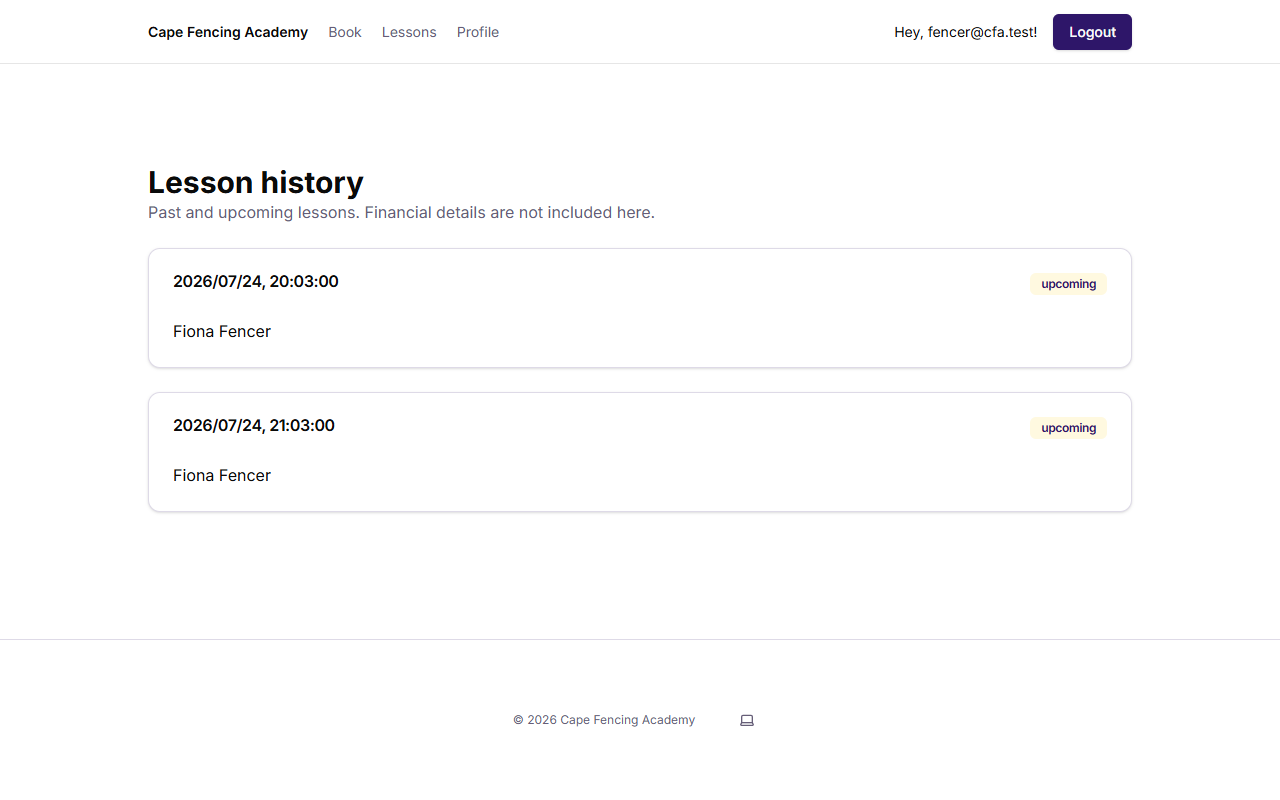 Cape Fencing Academy Book Lessons Profile Hey, fencer@cfa.test! Logout
Lesson history
Past and upcoming lessons. Financial details are not included here.
2026/07/24, 20:03:00 upcoming
Fiona Fencer
2026/07/24, 21:03:00 upcoming
Fiona Fencer
© 2026 Cape Fencing Academy